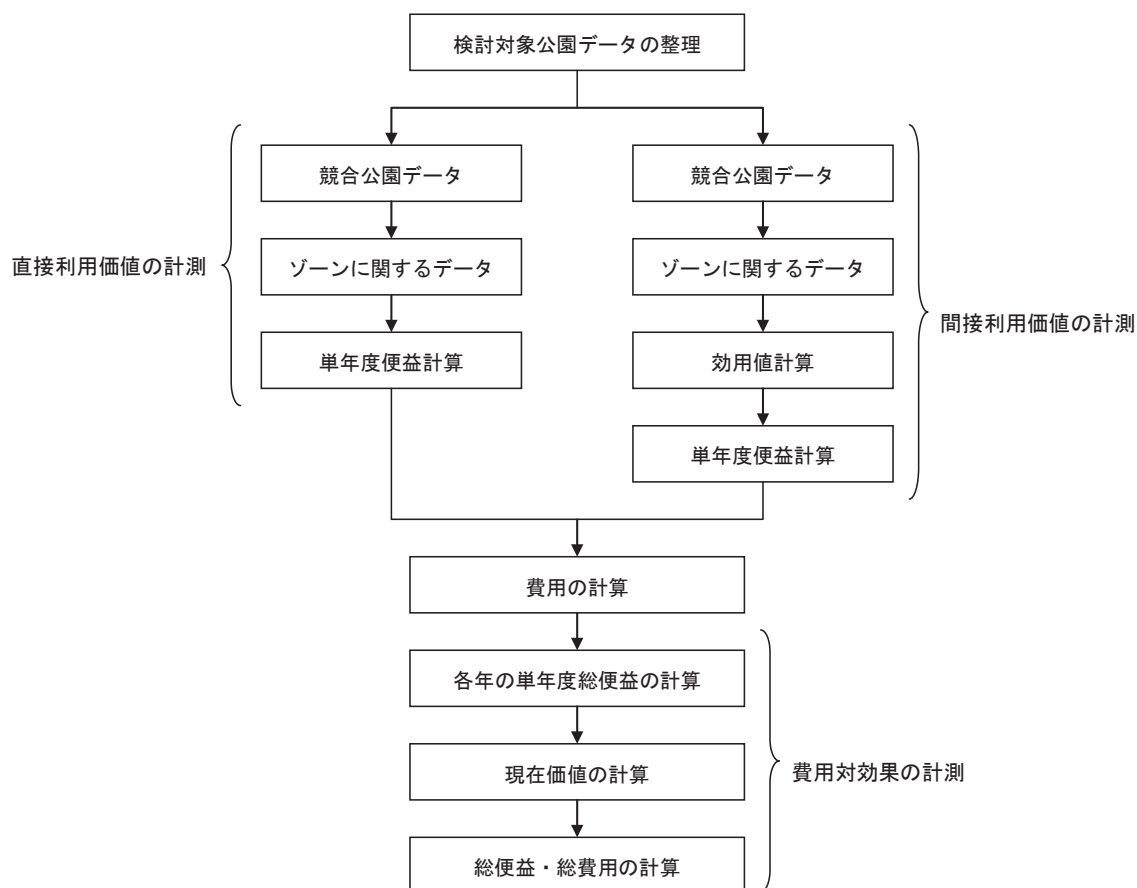 検討対象公園データの整理
競合公園データ
競合公園データ
直接利用価値の計測
ゾーンに関するデータ
ゾーンに関するデータ
間接利用価値の計測
単年度便益計算
効用値計算
単年度便益計算
費用の計算
各年の単年度総便益の計算
現在価値の計算
費用対効果の計測
総便益・総費用の計算